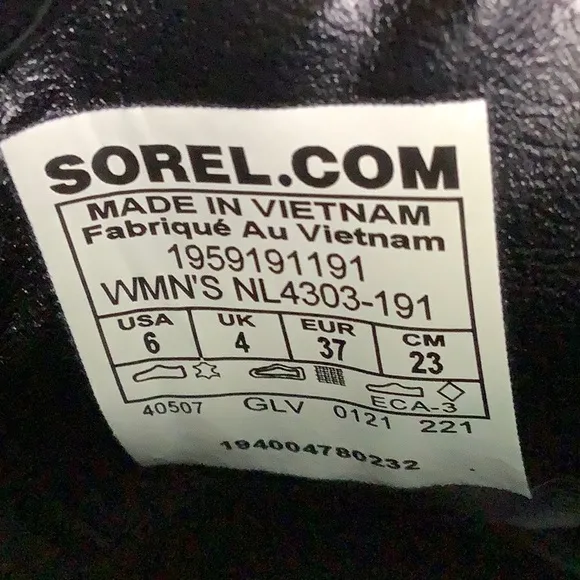 SOREL.COM
MADE IN VIETNAM
Fabriqué Au Vietnam
1959191191
WMN'S NL4303-191
USA UK EUR CM
6 4 37 23
ECA-3
40507 GLV 0121 221
194004780232